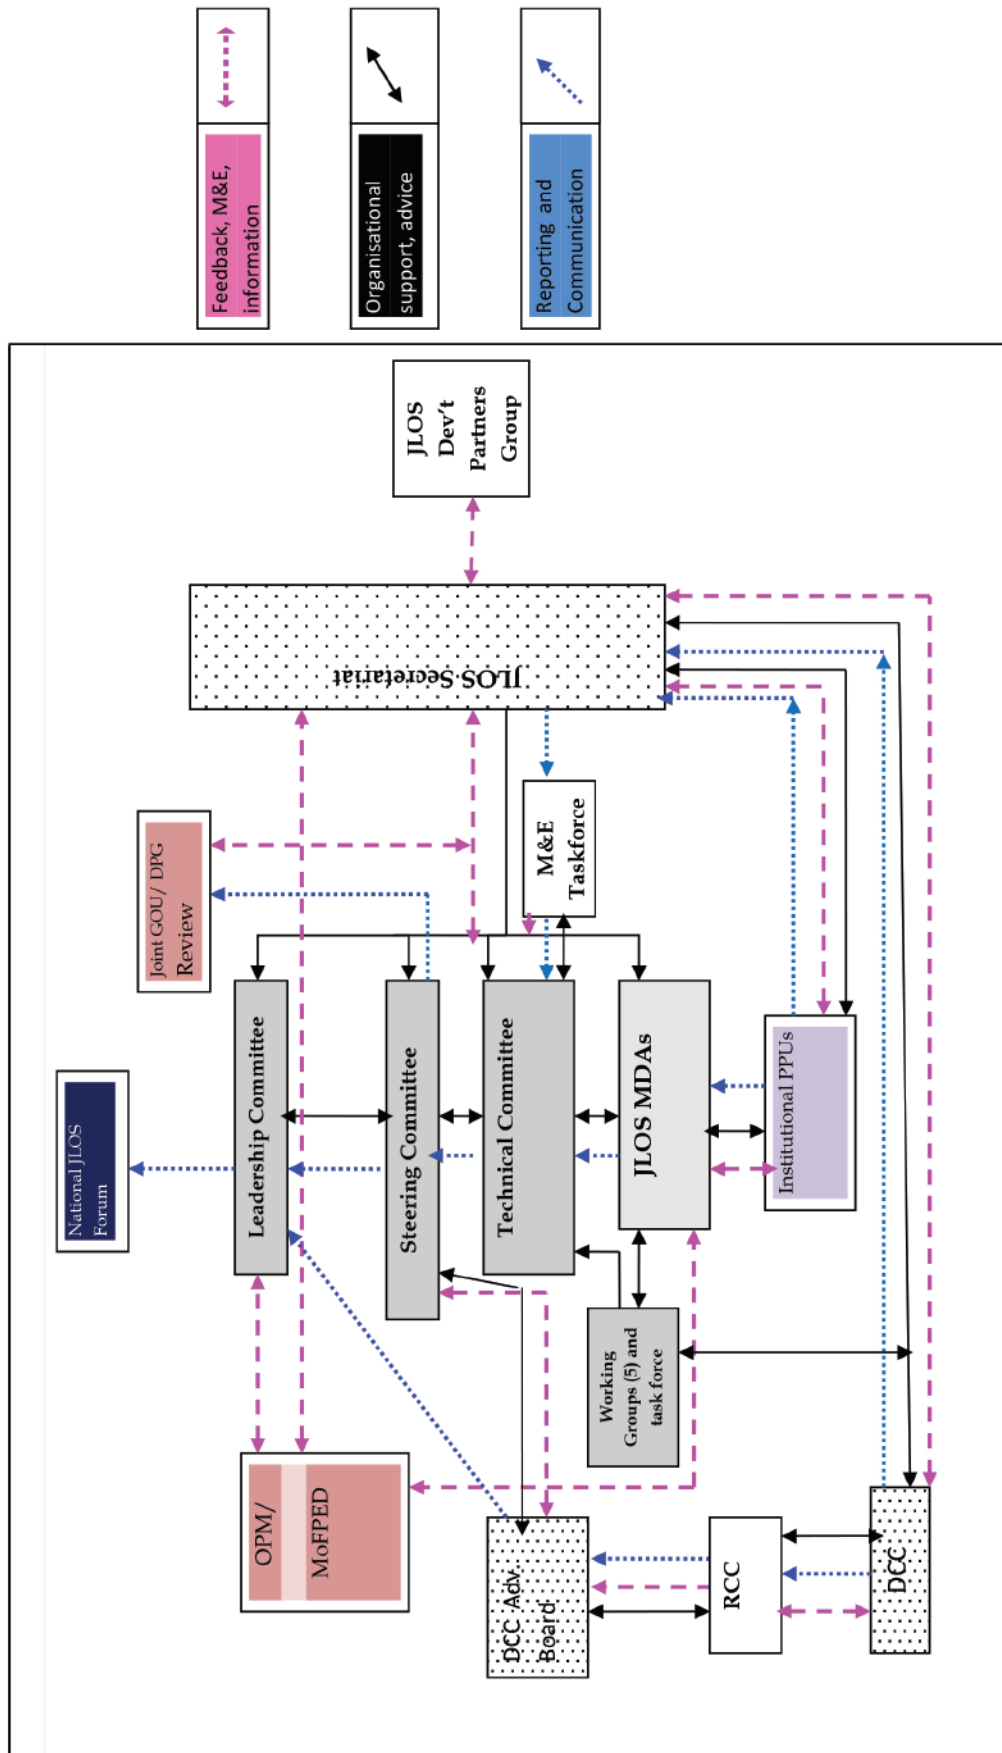 National JLOS
Forum
Joint GOU/ DPG
Review
OPM/
MoFPED
Leadership Committee
Steering Committee
Technical Committee
JLOS MDAs
Institutional PPUs
Working
Groups (5) and
task force
DCC Adv.
Board
RCC
DCC
M&E
Taskforce
JLOS Secretariat
JLOS
Dev't
Partners
Group
Feedback, M&E,
information
Organisational
support, advice
Reporting and
Communication